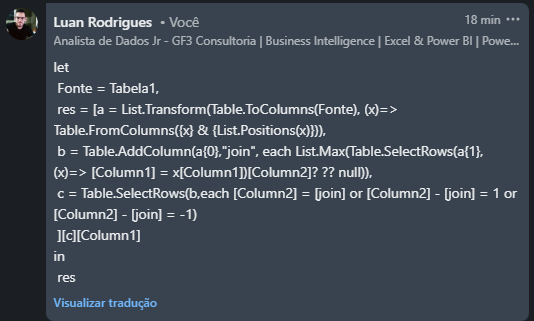 Luan Rodrigues • Você
18 min •••
Analista de Dados Jr - GF3 Consultoria | Business Intelligence | Excel & Power BI | Powe...
let
Fonte = Tabela1,
res = [a = List.Transform(Table.ToColumns(Fonte), (x)=>
Table.FromColumns({x} & {List.Positions(x)})),
b = Table.AddColumn(a{0},"join", each List.Max(Table.SelectRows(a{1},
(x)=> [Column1] = x[Column1])[Column2]? ?? null)),
c = Table.SelectRows(b,each [Column2] = [join] or [Column2] - [join] = 1 or
[Column2] - [join] = -1)
][c][Column1]
in
res
Visualizar tradução